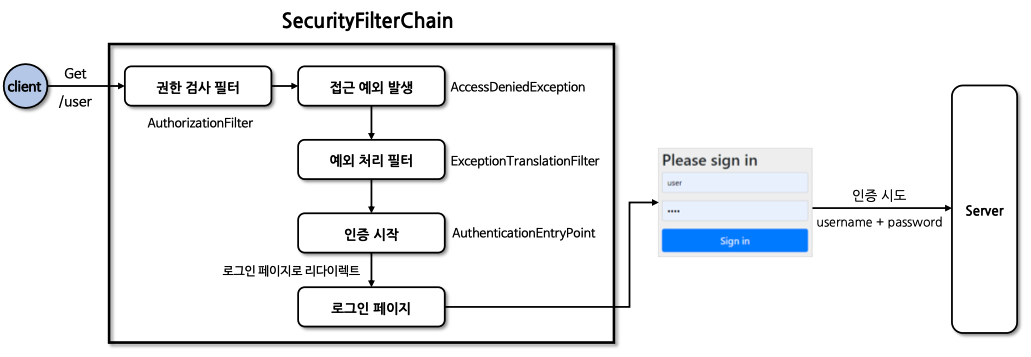 SecurityFilterChain
client
Get
/user
권한 검사 필터
AuthorizationFilter
접근 예외 발생
AccessDeniedException
예외 처리 필터
ExceptionTranslationFilter
인증 시작
AuthenticationEntryPoint
로그인 페이지로 리다이렉트
로그인 페이지
Please sign in
user
••••
Sign in
인증 시도
username + password
Server